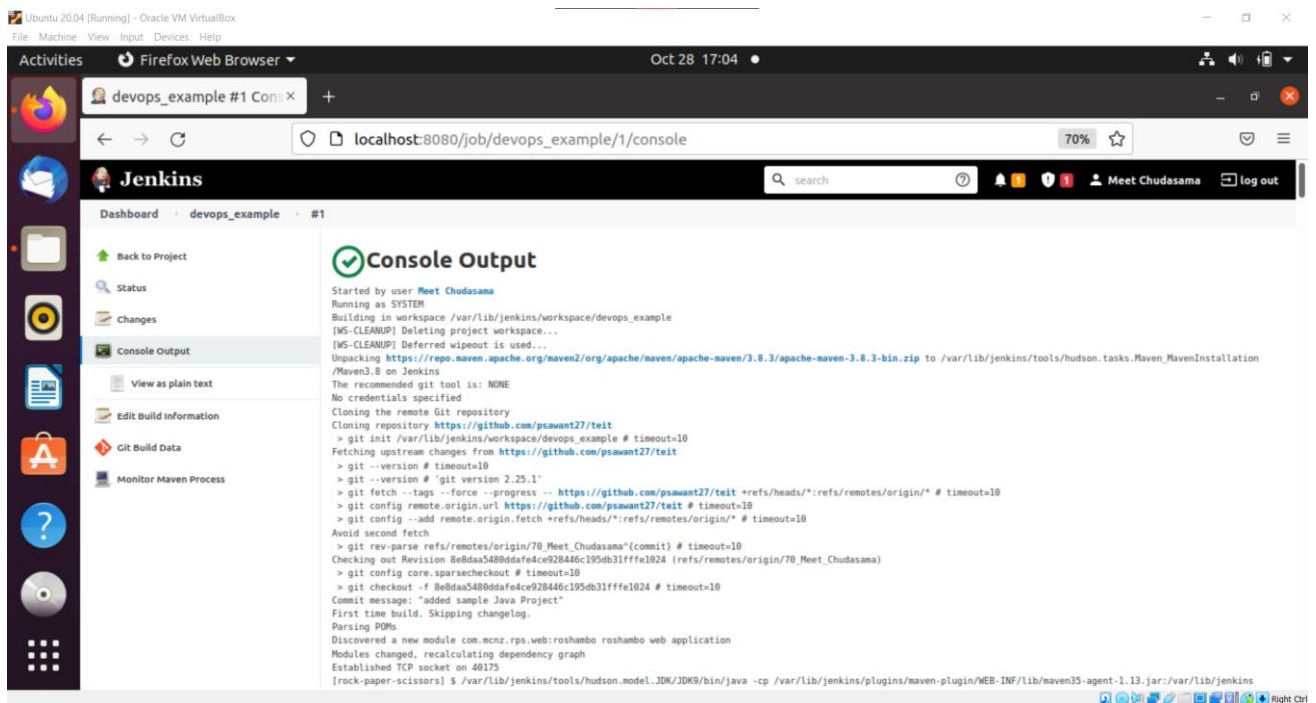 Ubuntu 20.04 [Running] - Oracle VM VirtualBox
File Machine View Input Devices Help
Activities Firefox Web Browser Oct 28 17:04
devops_example #1 Cons
localhost:8080/job/devops_example/1/console 70%
Jenkins search 1 1 Meet Chudasama log out
Dashboard devops_example #1
Back to Project
Status
Changes
Console Output
View as plain text
Edit Build Information
Git Build Data
Monitor Maven Process
Console Output
Started by user Meet Chudasama
Running as SYSTEM
Building in workspace /var/lib/jenkins/workspace/devops_example
[WS-CLEANUP] Deleting project workspace...
[WS-CLEANUP] Deferred wipeout is used...
Unpacking https://repo.maven.apache.org/maven2/org/apache/maven/apache-maven/3.8.3/apache-maven-3.8.3-bin.zip to /var/lib/jenkins/tools/hudson.tasks.Maven_MavenInstallation
/Maven3.8 on Jenkins
The recommended git tool is: NONE
No credentials specified
Cloning the remote Git repository
Cloning repository https://github.com/psawant27/teit
> git init /var/lib/jenkins/workspace/devops_example # timeout=10
Fetching upstream changes from https://github.com/psawant27/teit
> git --version # timeout=10
> git --version # 'git version 2.25.1'
> git fetch --tags --force --progress -- https://github.com/psawant27/teit +refs/heads/*:refs/remotes/origin/* # timeout=10
> git config remote.origin.url https://github.com/psawant27/teit # timeout=10
> git config --add remote.origin.fetch +refs/heads/*:refs/remotes/origin/* # timeout=10
Avoid second fetch
> git rev-parse refs/remotes/origin/70_Meet_Chudasama^{commit} # timeout=10
Checking out Revision 8e8daa5480ddafe4ce928446c195db31fffe1024 (refs/remotes/origin/70_Meet_Chudasama)
> git config core.sparsecheckout # timeout=10
> git checkout -f 8e8daa5480ddafe4ce928446c195db31fffe1024 # timeout=10
Commit message: "added sample Java Project"
First time build. Skipping changelog.
Parsing POMs
Discovered a new module com.mcnz.rps.web:roshambo roshambo web application
Modules changed, recalculating dependency graph
Established TCP socket on 40175
[rock-paper-scissors] $ /var/lib/jenkins/tools/hudson.model.JDK/JDK9/bin/java -cp /var/lib/jenkins/plugins/maven-plugin/WEB-INF/lib/maven35-agent-1.13.jar:/var/lib/jenkins
Right Ctrl